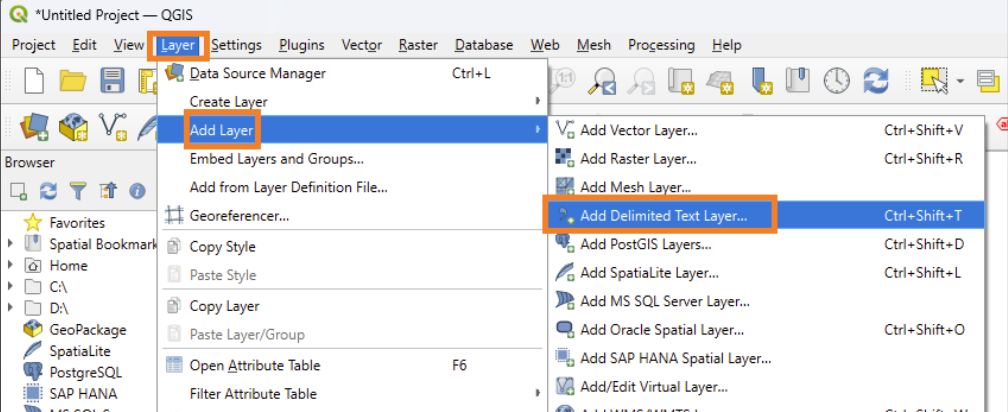 *Untitled Project — QGIS
Project Edit View Layer Settings Plugins Vector Raster Database Web Mesh Processing Help
Data Source Manager Ctrl+L
Create Layer
Add Layer
Embed Layers and Groups...
Add from Layer Definition File...
Georeferencer...
Copy Style
Paste Style
Copy Layer
Paste Layer/Group
Open Attribute Table F6
Filter Attribute Table
1:1
Add Vector Layer... Ctrl+Shift+V
Add Raster Layer... Ctrl+Shift+R
Add Mesh Layer...
Add Delimited Text Layer... Ctrl+Shift+T
Add PostGIS Layers... Ctrl+Shift+D
Add SpatiaLite Layer... Ctrl+Shift+L
Add MS SQL Server Layer...
Add Oracle Spatial Layer... Ctrl+Shift+O
Add SAP HANA Spatial Layer...
Add/Edit Virtual Layer...
Browser
Favorites
Spatial Bookmark
Home
C:\
D:\
GeoPackage
SpatiaLite
PostgreSQL
SAP HANA